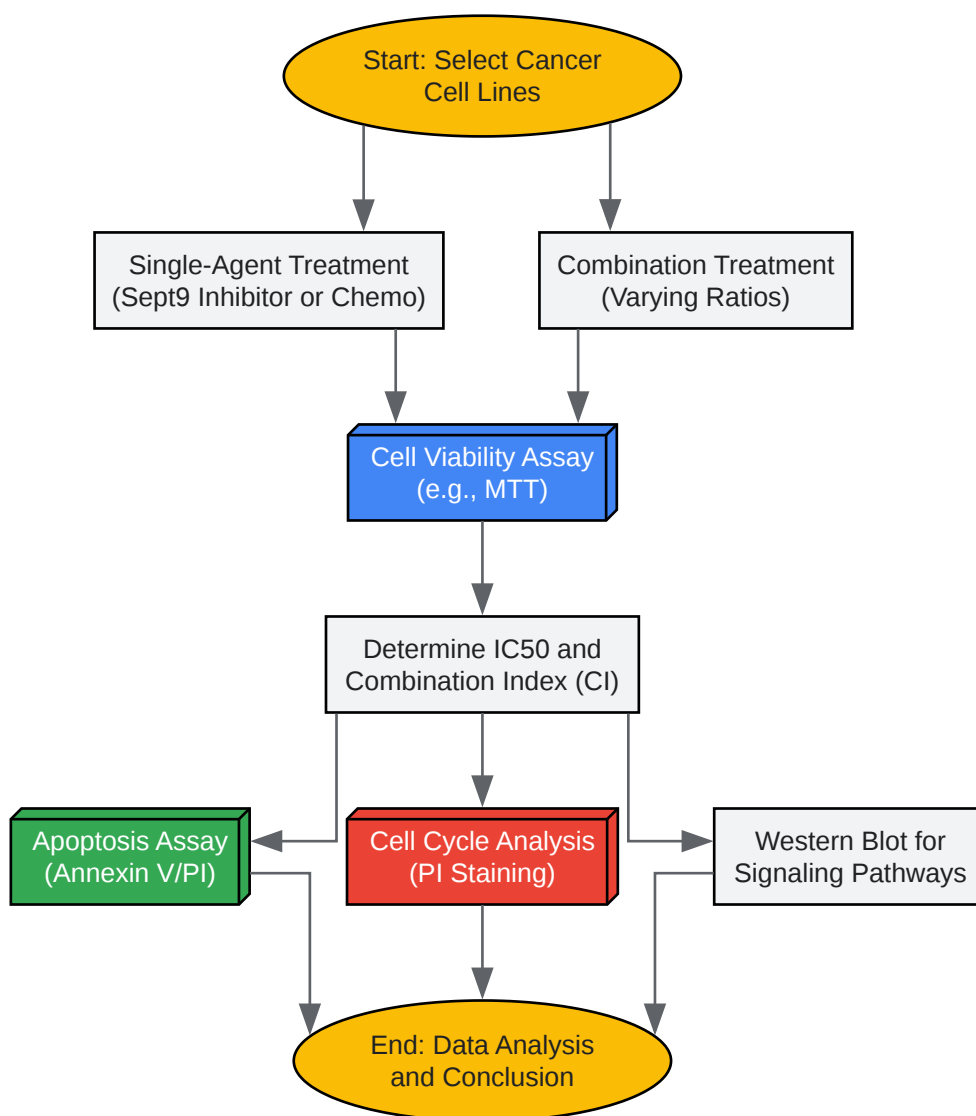 Start: Select Cancer
Cell Lines
Single-Agent Treatment
(Sept9 Inhibitor or Chemo)
Combination Treatment
(Varying Ratios)
Cell Viability Assay
(e.g., MTT)
Determine IC50 and
Combination Index (CI)
Apoptosis Assay
(Annexin V/PI)
Cell Cycle Analysis
(PI Staining)
Western Blot for
Signaling Pathways
End: Data Analysis
and Conclusion